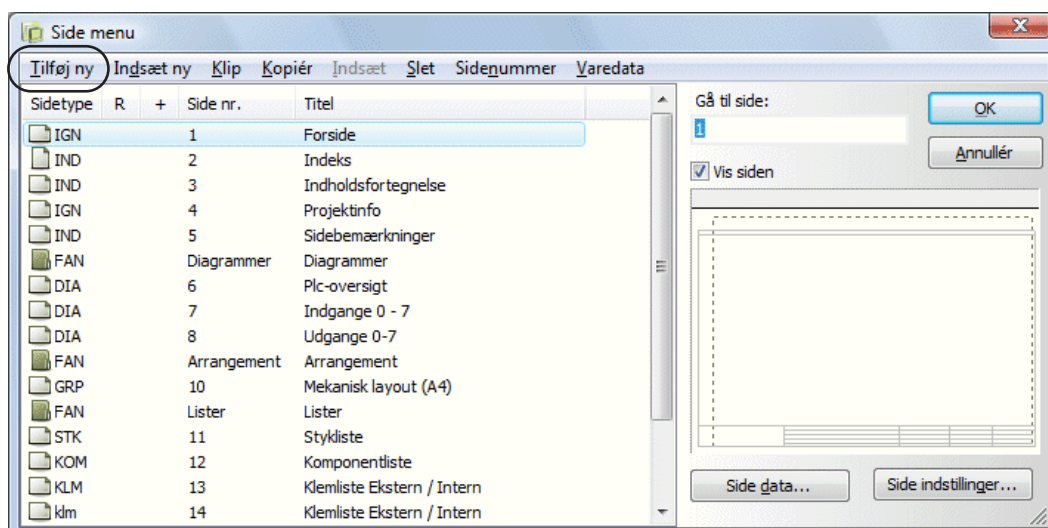 Side menu
Tilføj ny Indsæt ny Klip Kopiér Indsæt Slet Sidenummer Varedata
Sidetype R + Side nr. Titel
IGN 1 Forside
IND 2 Indeks
IND 3 Indholdsfortegnelse
IGN 4 Projektinfo
IND 5 Sidebemærkninger
FAN Diagrammer Diagrammer
DIA 6 Plc-oversigt
DIA 7 Indgange 0 - 7
DIA 8 Udgange 0-7
FAN Arrangement Arrangement
GRP 10 Mekanisk layout (A4)
FAN Lister Lister
STK 11 Stykliste
KOM 12 Komponentliste
KLM 13 Klemliste Ekstern / Intern
klm 14 Klemliste Ekstern / Intern
Gå til side:
1
OK
Annullér
Vis siden
Side data...
Side indstillinger...